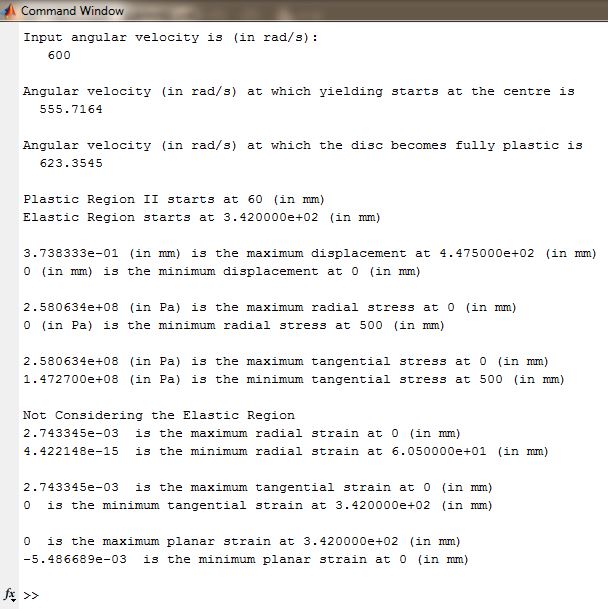 Command Window
Input angular velocity is (in rad/s):
600
Angular velocity (in rad/s) at which yielding starts at the centre is
555.7164
Angular velocity (in rad/s) at which the disc becomes fully plastic is
623.3545
Plastic Region II starts at 60 (in mm)
Elastic Region starts at 3.420000e+02 (in mm)
3.738333e-01 (in mm) is the maximum displacement at 4.475000e+02 (in mm)
0 (in mm) is the minimum displacement at 0 (in mm)
2.580634e+08 (in Pa) is the maximum radial stress at 0 (in mm)
0 (in Pa) is the minimum radial stress at 500 (in mm)
2.580634e+08 (in Pa) is the maximum tangential stress at 0 (in mm)
1.472700e+08 (in Pa) is the minimum tangential stress at 500 (in mm)
Not Considering the Elastic Region
2.743345e-03  is the maximum radial strain at 0 (in mm)
4.422148e-15  is the minimum radial strain at 6.050000e+01 (in mm)
2.743345e-03  is the maximum tangential strain at 0 (in mm)
0  is the minimum tangential strain at 3.420000e+02 (in mm)
0  is the maximum planar strain at 3.420000e+02 (in mm)
-5.486689e-03  is the minimum planar strain at 0 (in mm)
fx >>